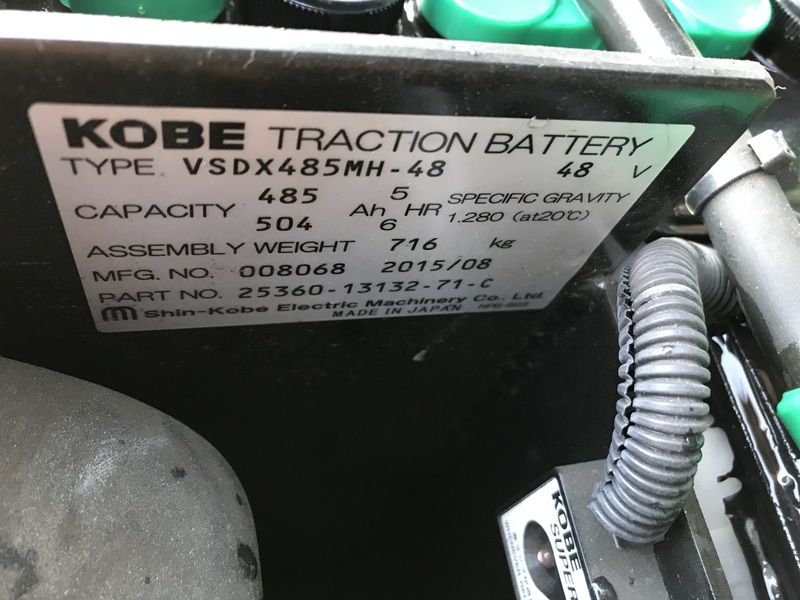 KOBE TRACTION BATTERY
TYPE VSDX485MH-48 48 V
CAPACITY 485 504 Ah 5 6 HR SPECIFIC GRAVITY 1.280 (at20℃)
ASSEMBLY WEIGHT 716 kg
MFG. NO. 008068 2015/08
PART NO. 25360-13132-71-C
Shin-Kobe Electric Machinery Co., Ltd.
MADE IN JAPAN
KOBE
SUPER